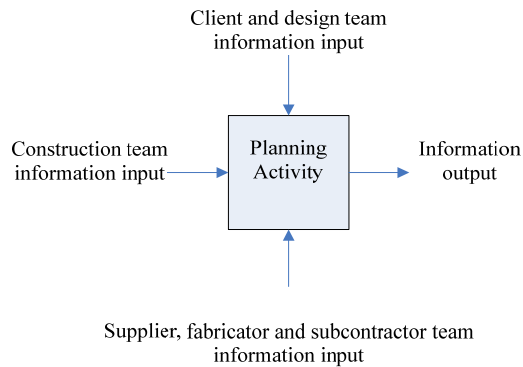 Client and design team
information input
Construction team
information input
Planning
Activity
Information
output
Supplier, fabricator and subcontractor team
information input